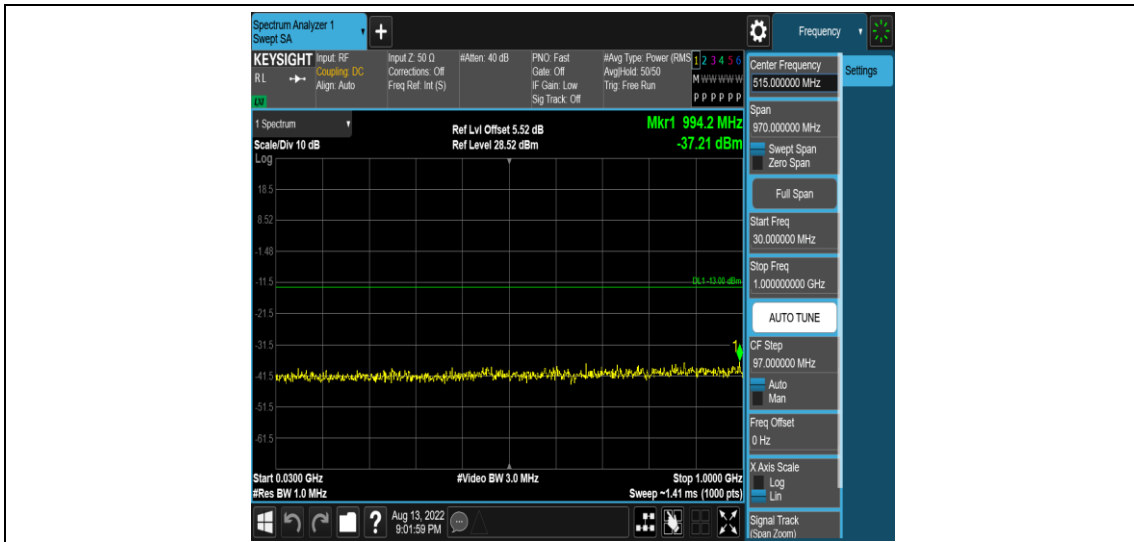 Spectrum Analyzer 1
Swept SA
+
Frequency
KEYSIGHT
RL
LXI
Input: RF
Coupling: DC
Align: Auto
Input Z: 50 Ω
Corrections: Off
Freq Ref: Int (S)
#Atten: 40 dB
PNO: Fast
Gate: Off
IF Gain: Low
Sig Track: Off
#Avg Type: Power (RMS
Avg|Hold: 50/50
Trig: Free Run
1 2 3 4 5 6
M W W W W W
P P P P P P
1 Spectrum
Scale/Div 10 dB
Ref Lvl Offset 5.52 dB
Ref Level 28.52 dBm
Mkr1 994.2 MHz
-37.21 dBm
Log
18.5
8.52
-1.48
-11.5
DL1 -13.00 dBm
-21.5
-31.5
1
-41.5
-51.5
-61.5
Start 0.0300 GHz
#Video BW 3.0 MHz
Stop 1.0000 GHz
#Res BW 1.0 MHz
Sweep ~1.41 ms (1000 pts)
?
Aug 13, 2022
9:01:59 PM
Center Frequency
515.000000 MHz
Settings
Span
970.000000 MHz
Swept Span
Zero Span
Full Span
Start Freq
30.000000 MHz
Stop Freq
1.000000000 GHz
AUTO TUNE
CF Step
97.000000 MHz
Auto
Man
Freq Offset
0 Hz
X Axis Scale
Log
Lin
Signal Track
(Span Zoom)